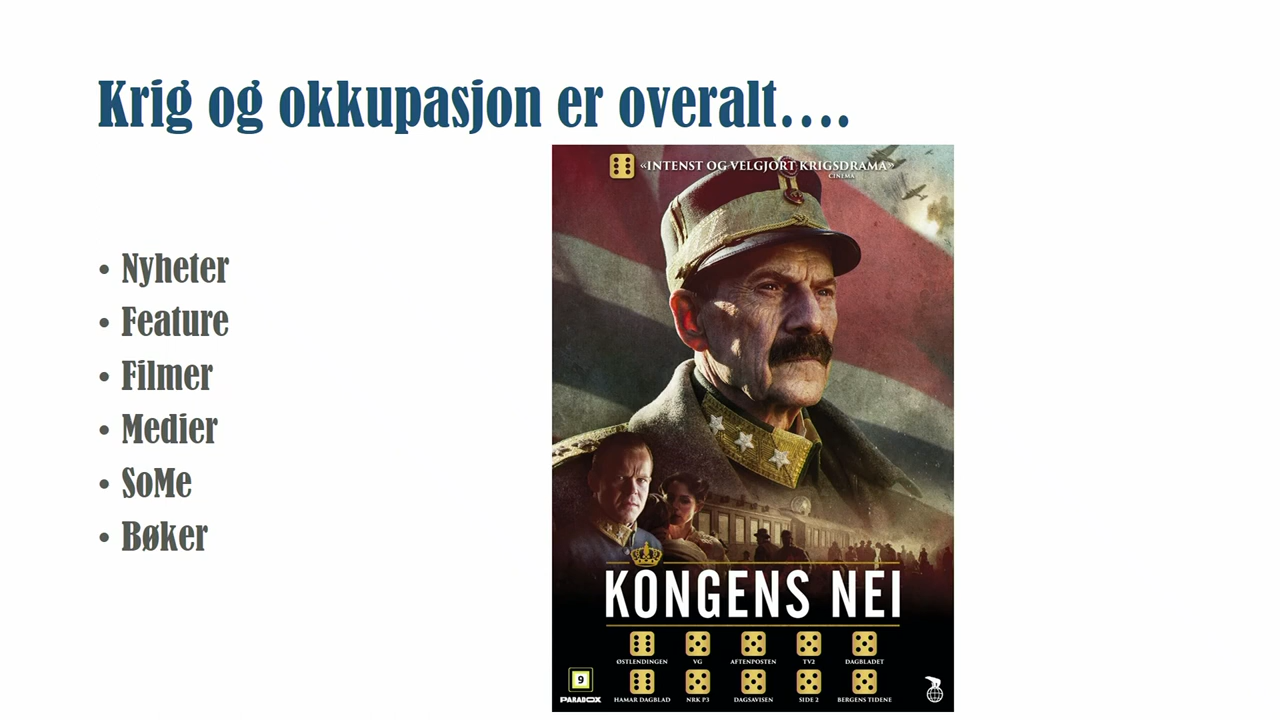 Krig og okkupasjon er overalt….
• Nyheter
• Feature
• Filmer
• Medier
• SoMe
• Bøker
«INTENST OG VELGJORT KRIGSDRAMA»
CINEMA
KONGENS NEI
ØSTLENDINGEN VG AFTENPOSTEN TV2 DAGBLADET
9
PARADOX HAMAR DAGBLAD NRK P3 DAGSAVISEN SIDE 2 BERGENS TIDENE